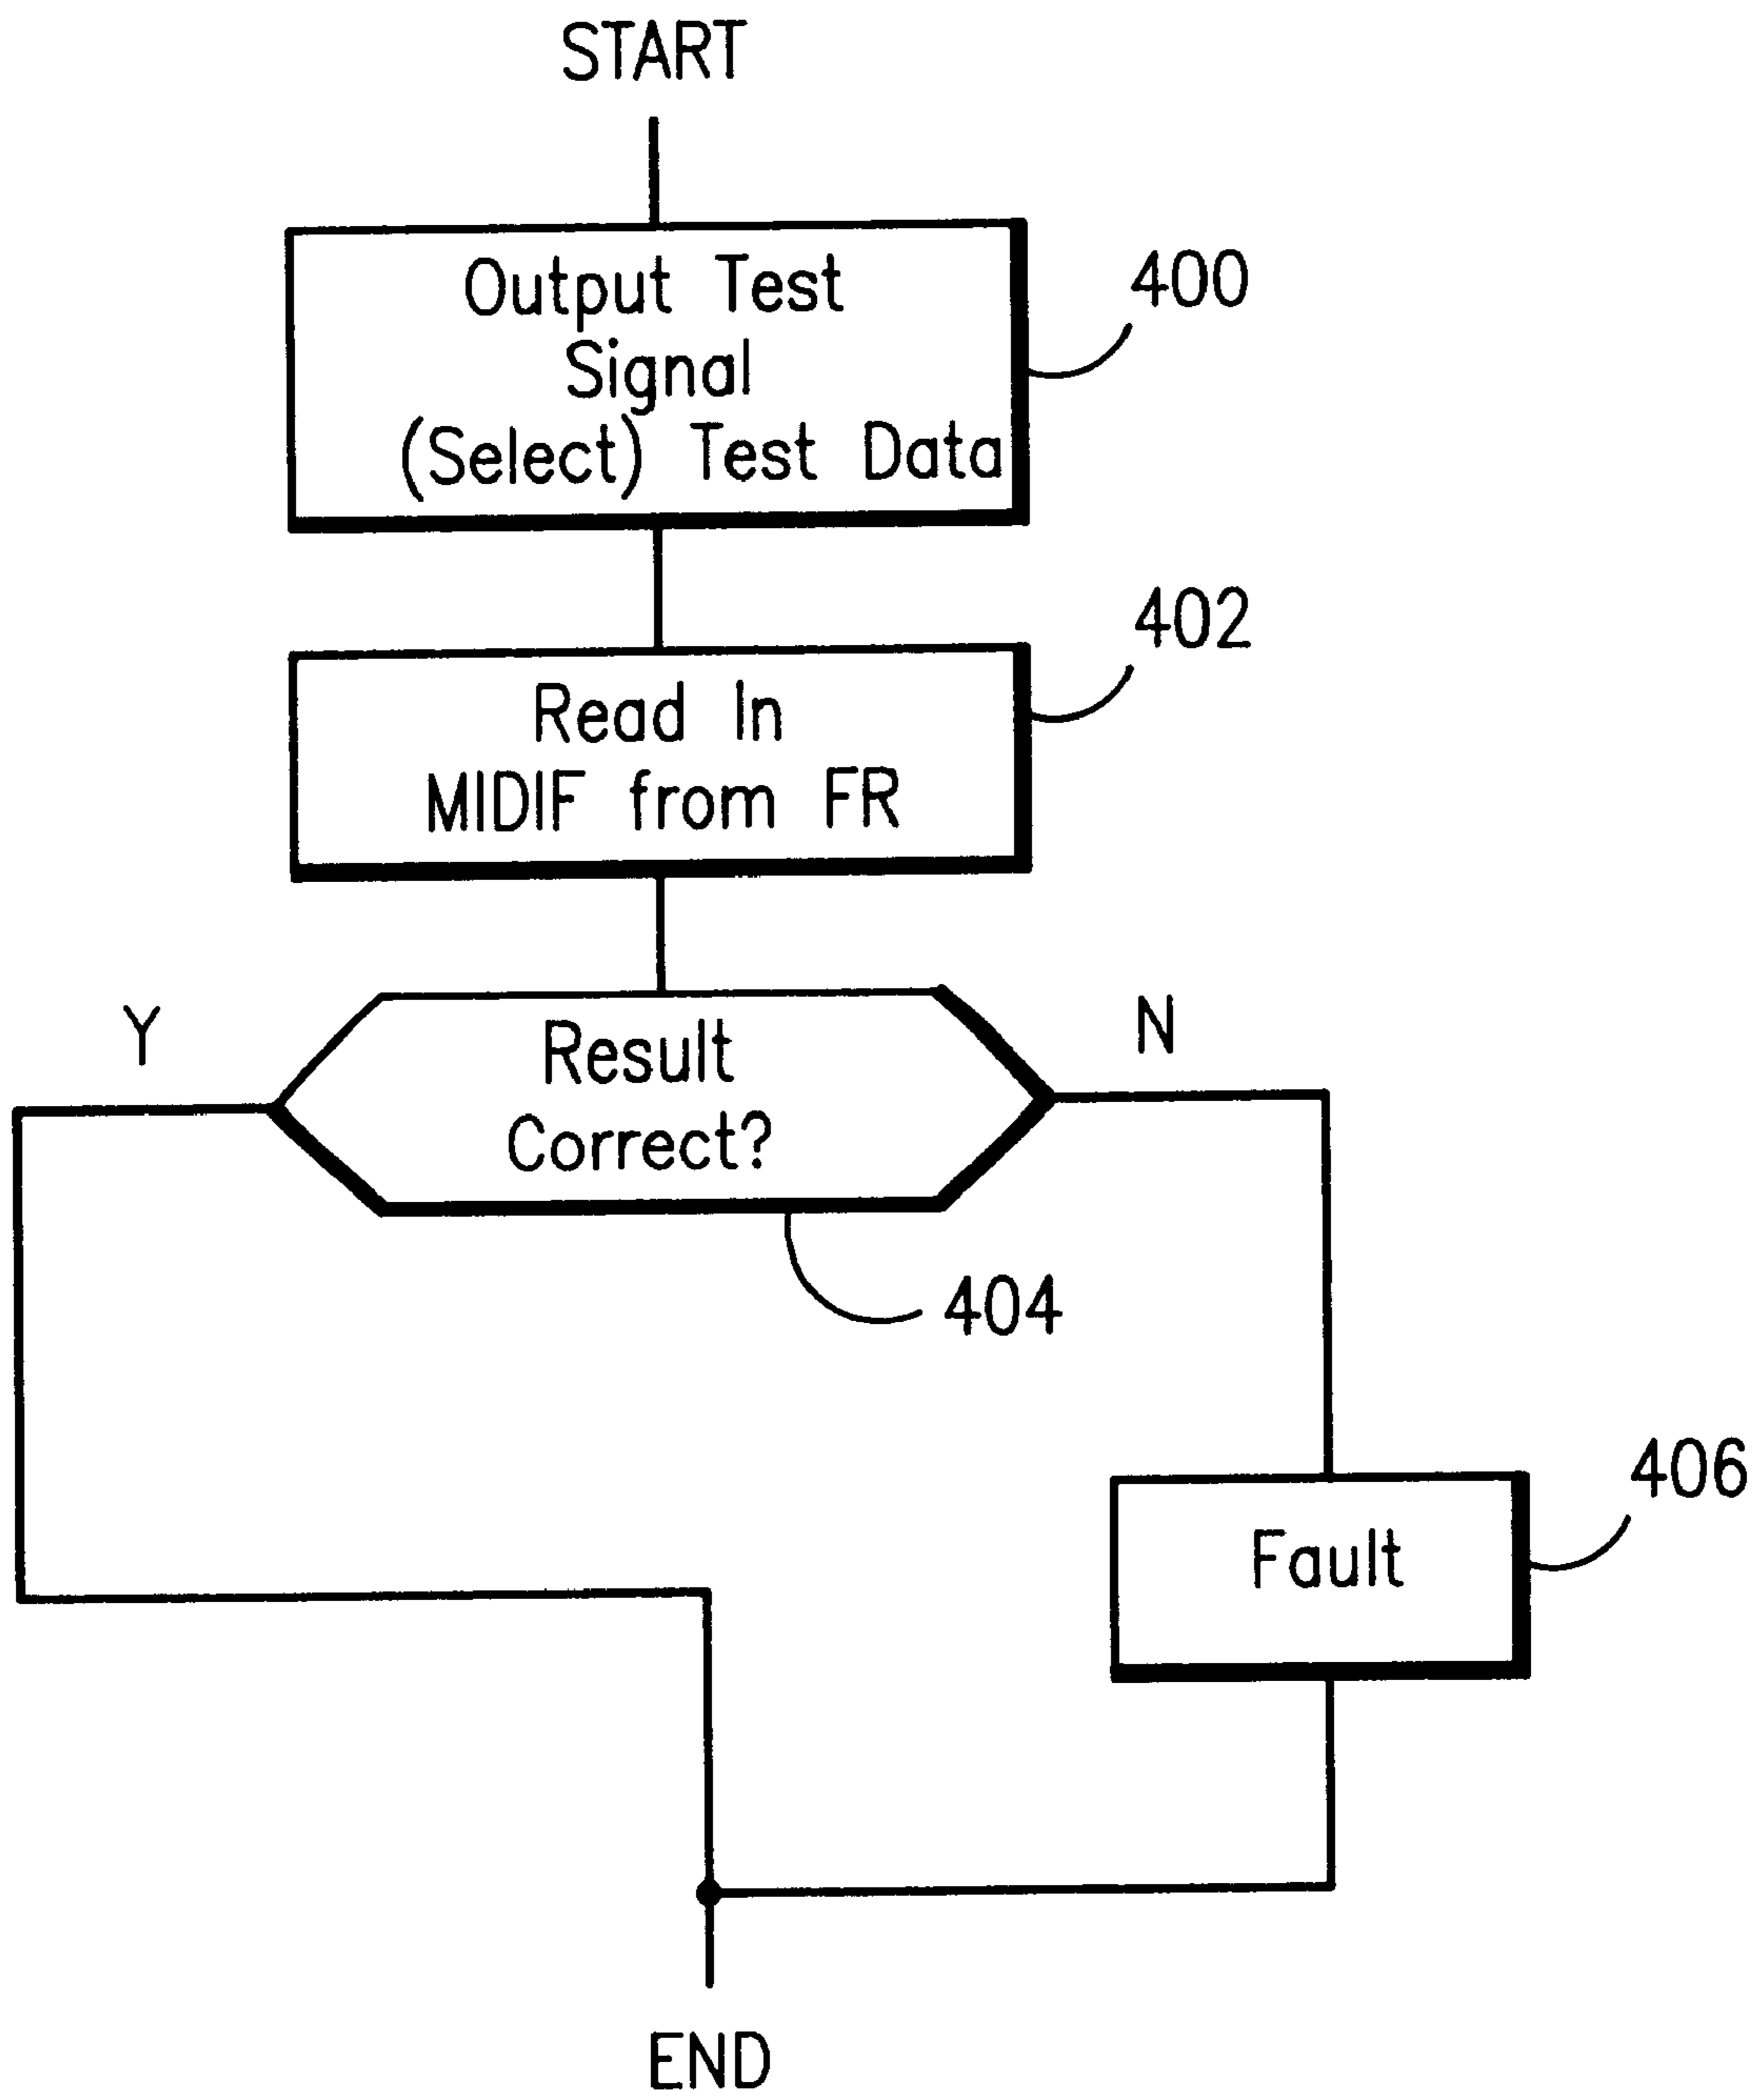 START
Output Test
Signal
(Select) Test Data
400
Read In
MIDIF from FR
402
Y
Result
Correct?
N
404
Fault
406
END